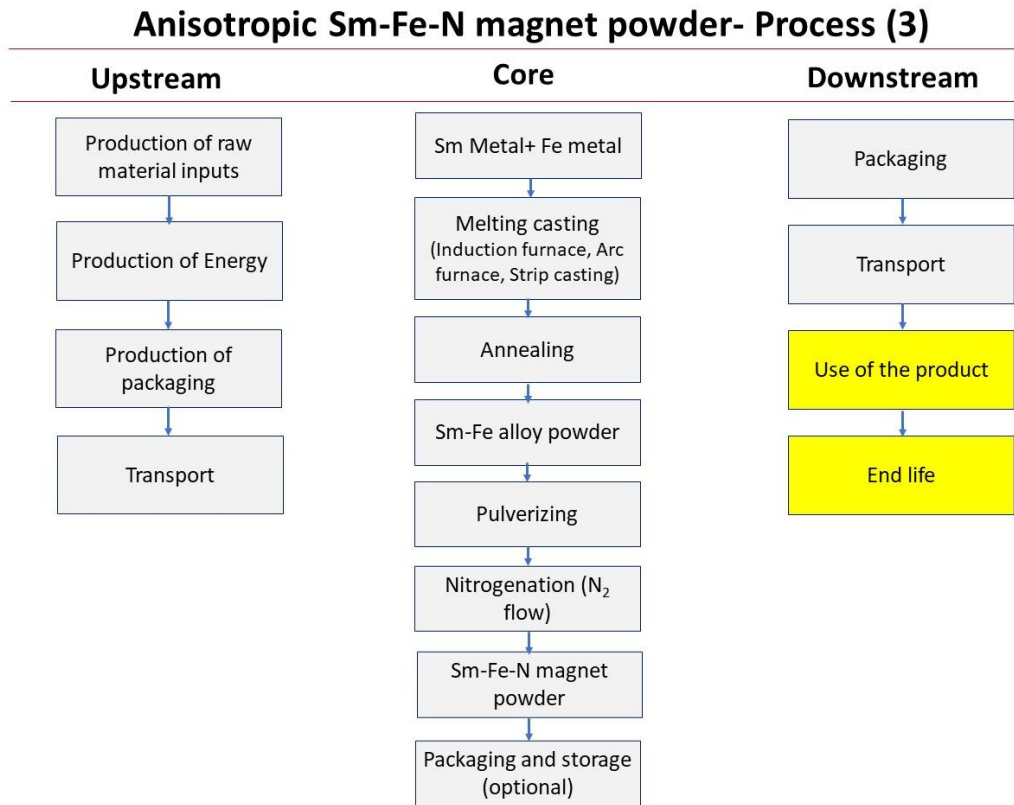 Anisotropic Sm-Fe-N magnet powder- Process (3)
Upstream
Core
Downstream
Production of raw
material inputs
Production of Energy
Production of
packaging
Transport
Sm Metal+ Fe metal
Melting casting
(Induction furnace, Arc
furnace, Strip casting)
Annealing
Sm-Fe alloy powder
Pulverizing
Nitrogenation (N₂
flow)
Sm-Fe-N magnet
powder
Packaging and storage
(optional)
Packaging
Transport
Use of the product
End life